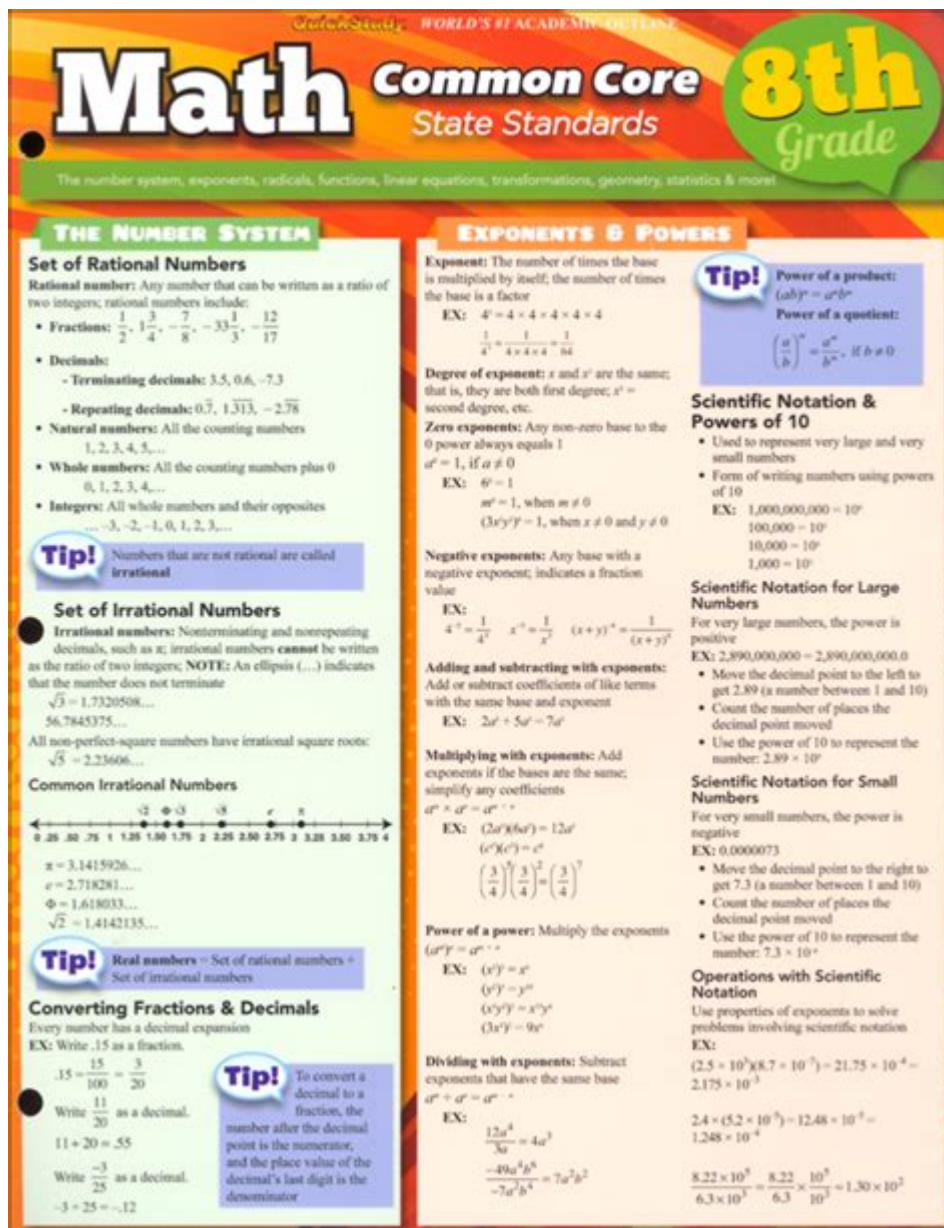 QuickStudy. WORLD'S #1 ACADEMIC OUTLINE
Math Common Core
State Standards
8th
Grade
The number system, exponents, radicals, functions, linear equations, transformations, geometry, statistics & more!
THE NUMBER SYSTEM
Set of Rational Numbers
Rational number: Any number that can be written as a ratio of
two integers; rational numbers include:
• Fractions: 1/2, 1 3/4, −7/8, −33 1/3, −12/17
• Decimals:
- Terminating decimals: 3.5, 0.6, –7.3
- Repeating decimals: 0.7̅, 1.3̅1̅3̅, −2.7̅8̅
• Natural numbers: All the counting numbers
1, 2, 3, 4, 5,…
• Whole numbers: All the counting numbers plus 0
0, 1, 2, 3, 4,…
• Integers: All whole numbers and their opposites
… –3, –2, –1, 0, 1, 2, 3,…
Tip! Numbers that are not rational are called
irrational
Set of Irrational Numbers
Irrational numbers: Nonterminating and nonrepeating
decimals, such as π; irrational numbers cannot be written
as the ratio of two integers; NOTE: An ellipsis (…) indicates
that the number does not terminate
√3 = 1.7320508…
56.7845375…
All non-perfect-square numbers have irrational square roots:
√5 = 2.23606…
Common Irrational Numbers
√2 Φ √3 √5 e π
0 .25 .50 .75 1 1.25 1.50 1.75 2 2.25 2.50 2.75 3 3.25 3.50 3.75 4
π = 3.1415926…
e = 2.718281…
Φ = 1.618033…
√2 = 1.4142135…
Tip! Real numbers = Set of rational numbers +
Set of irrational numbers
Converting Fractions & Decimals
Every number has a decimal expansion
EX: Write .15 as a fraction.
.15 = 15/100 = 3/20
Write 11/20 as a decimal.
11 ÷ 20 = .55
Write −3/25 as a decimal.
–3 ÷ 25 = –.12
Tip! To convert a
decimal to a
fraction, the
number after the decimal
point is the numerator,
and the place value of the
decimal's last digit is the
denominator
EXPONENTS & POWERS
Exponent: The number of times the base
is multiplied by itself; the number of times
the base is a factor
EX: = 4 × 4 × 4 × 4 × 4
= 1/(4 × 4 × 4) = 1/64
Degree of exponent: x and are the same;
that is, they are both first degree;
second degree, etc.
Zero exponents: Any non-zero base to the
0 power always equals 1
= 1, if a ≠ 0
EX: = 1
= 1, when m ≠ 0
= 1, when x ≠ 0 and y ≠ 0
Negative exponents: Any base with a
negative exponent; indicates a fraction
value
EX:
Adding and subtracting with exponents:
Add or subtract coefficients of like terms
with the same base and exponent
EX:
Multiplying with exponents: Add
exponents if the bases are the same;
simplify any coefficients
EX:
(3/4)⁵(3/4)² = (3/4)⁷
Power of a power: Multiply the exponents
EX:
Dividing with exponents: Subtract
exponents that have the same base
EX:
12a⁴/3a = 4a³
−49a⁴b⁶/−7a²b⁴ = 7a²b²
Tip! Power of a product:
Power of a quotient:
if b ≠ 0
Scientific Notation &
Powers of 10
• Used to represent very large and very
small numbers
• Form of writing numbers using powers
of 10
EX: 1,000,000,000 =
100,000 =
10,000 =
1,000 =
Scientific Notation for Large
Numbers
For very large numbers, the power is
positive
EX: 2,890,000,000 = 2,890,000,000.0
• Move the decimal point to the left to
get 2.89 (a number between 1 and 10)
• Count the number of places the
decimal point moved
• Use the power of 10 to represent the
number: 2.89 ×
Scientific Notation for Small
Numbers
For very small numbers, the power is
negative
EX: 0.0000073
• Move the decimal point to the right to
get 7.3 (a number between 1 and 10)
• Count the number of places the
decimal point moved
• Use the power of 10 to represent the
number: 7.3 ×
Operations with Scientific
Notation
Use properties of exponents to solve
problems involving scientific notation
EX:
(2.5 × 10³)(8.7 × 10⁻⁷) = 21.75 × 10⁻⁴ =
2.175 × 10⁻³
2.4 × (5.2 × 10⁻⁵) = 12.48 × 10⁻⁵ =
1.248 × 10⁻⁴
8.22 × 10⁵/6.3 × 10³ = 8.22/6.3 × 10⁵/10³ ≈ 1.30 × 10²